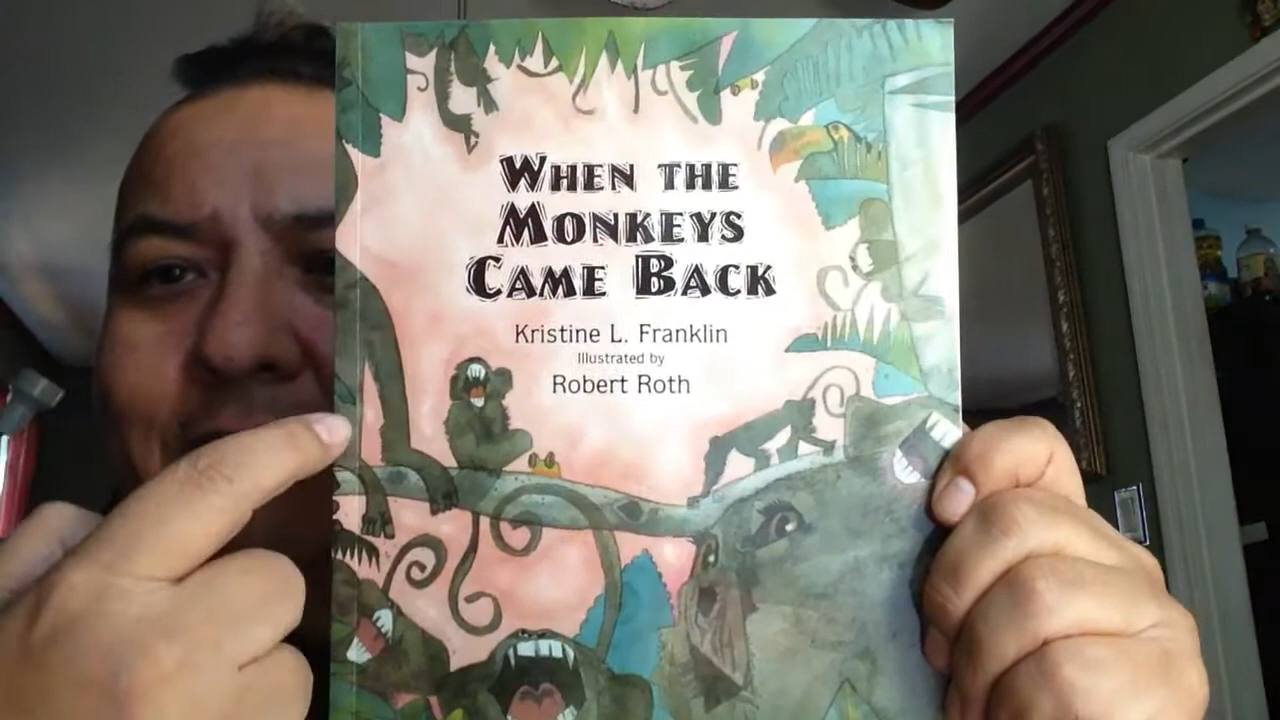 When the
Monkeys
Came Back
Kristine L. Franklin
Illustrated by
Robert Roth